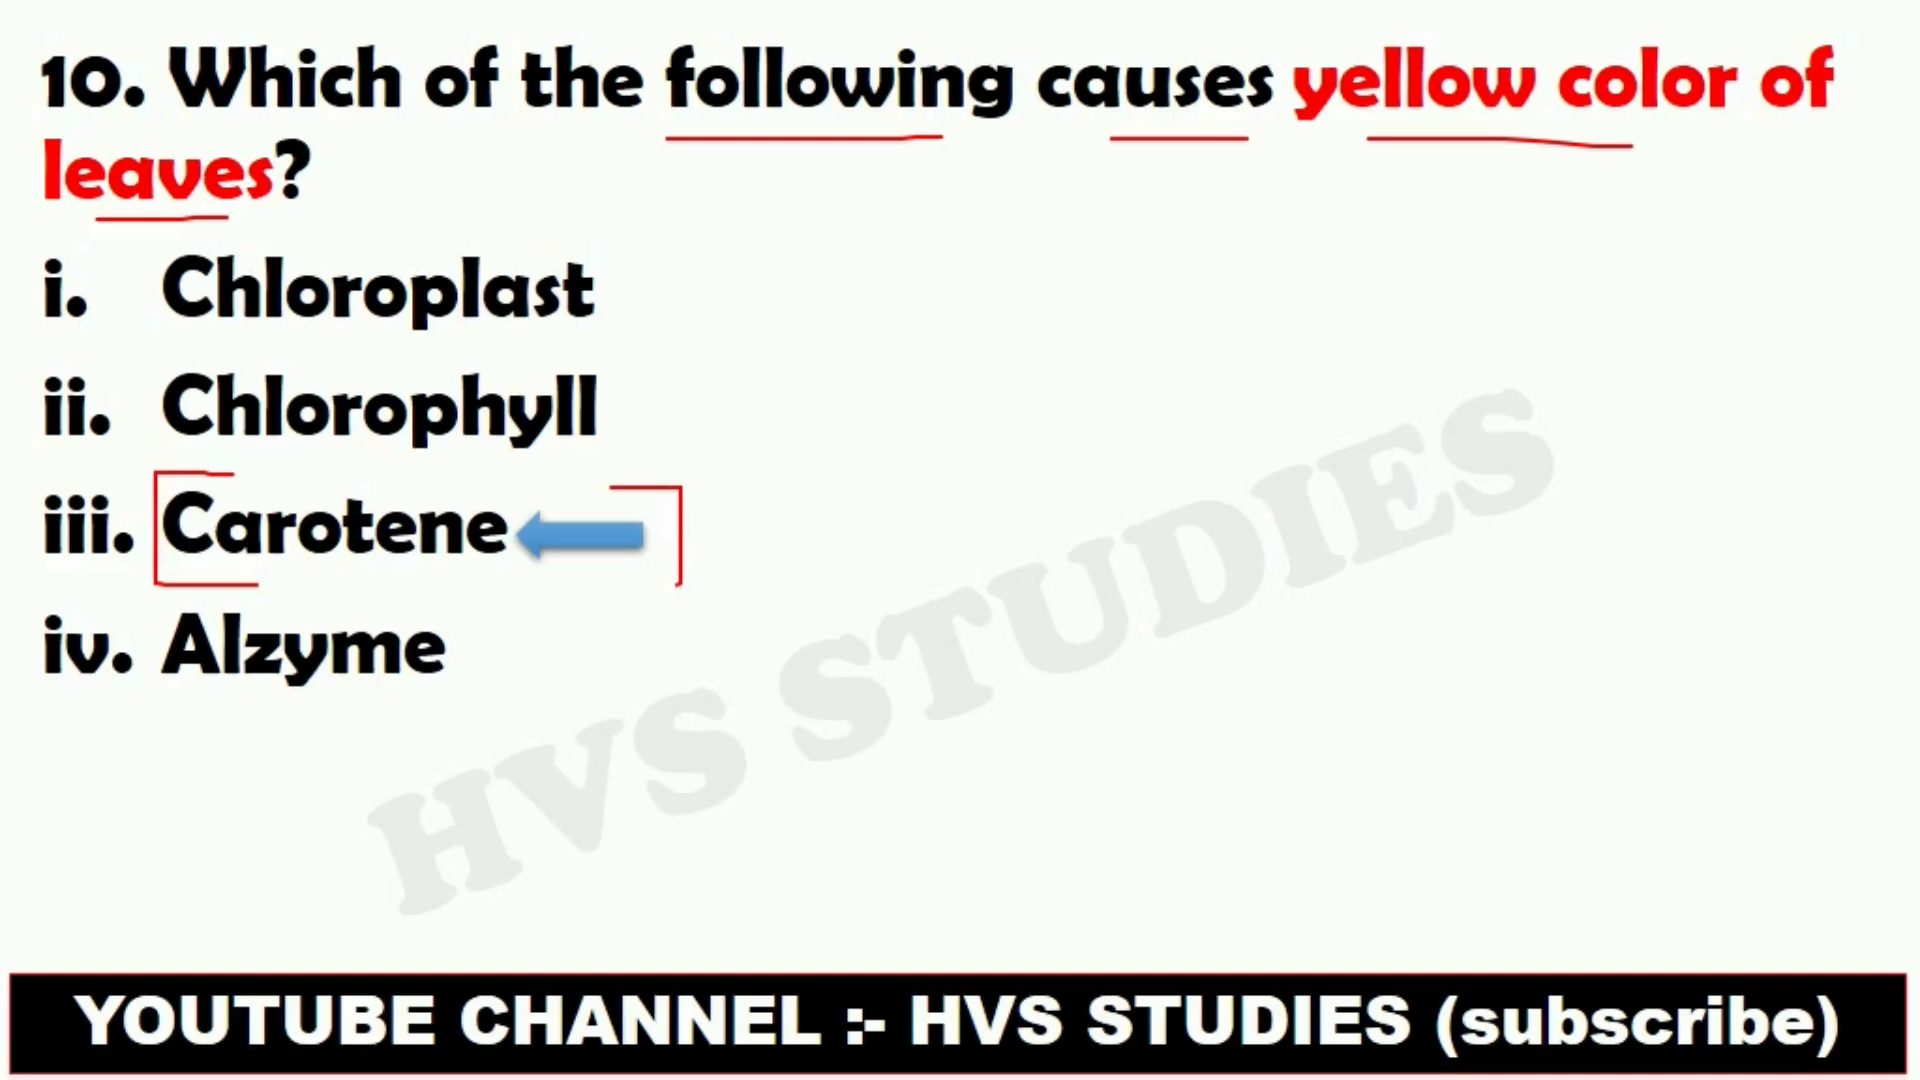 10. Which of the following causes yellow color of
leaves?
i. Chloroplast
ii. Chlorophyll
iii. Carotene
iv. Alzyme
HVS STUDIES
YOUTUBE CHANNEL :- HVS STUDIES (subscribe)